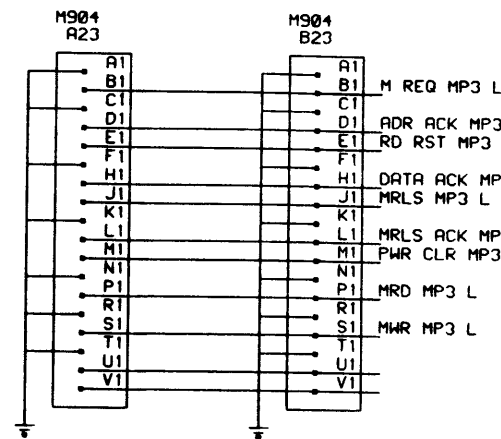 M904
A23
A1
B1
C1
D1
E1
F1
H1
J1
K1
L1
M1
N1
P1
R1
S1
T1
U1
V1
M904
B23
A1
B1 M REQ MP3 L
C1
D1 ADR ACK MP3
E1 RD RST MP3
F1
H1 DATA ACK MP
J1 MRLS MP3 L
K1
L1 MRLS ACK MP
M1 PWR CLR MP3
N1
P1 MRD MP3 L
R1
S1 MWR MP3 L
T1
U1
V1